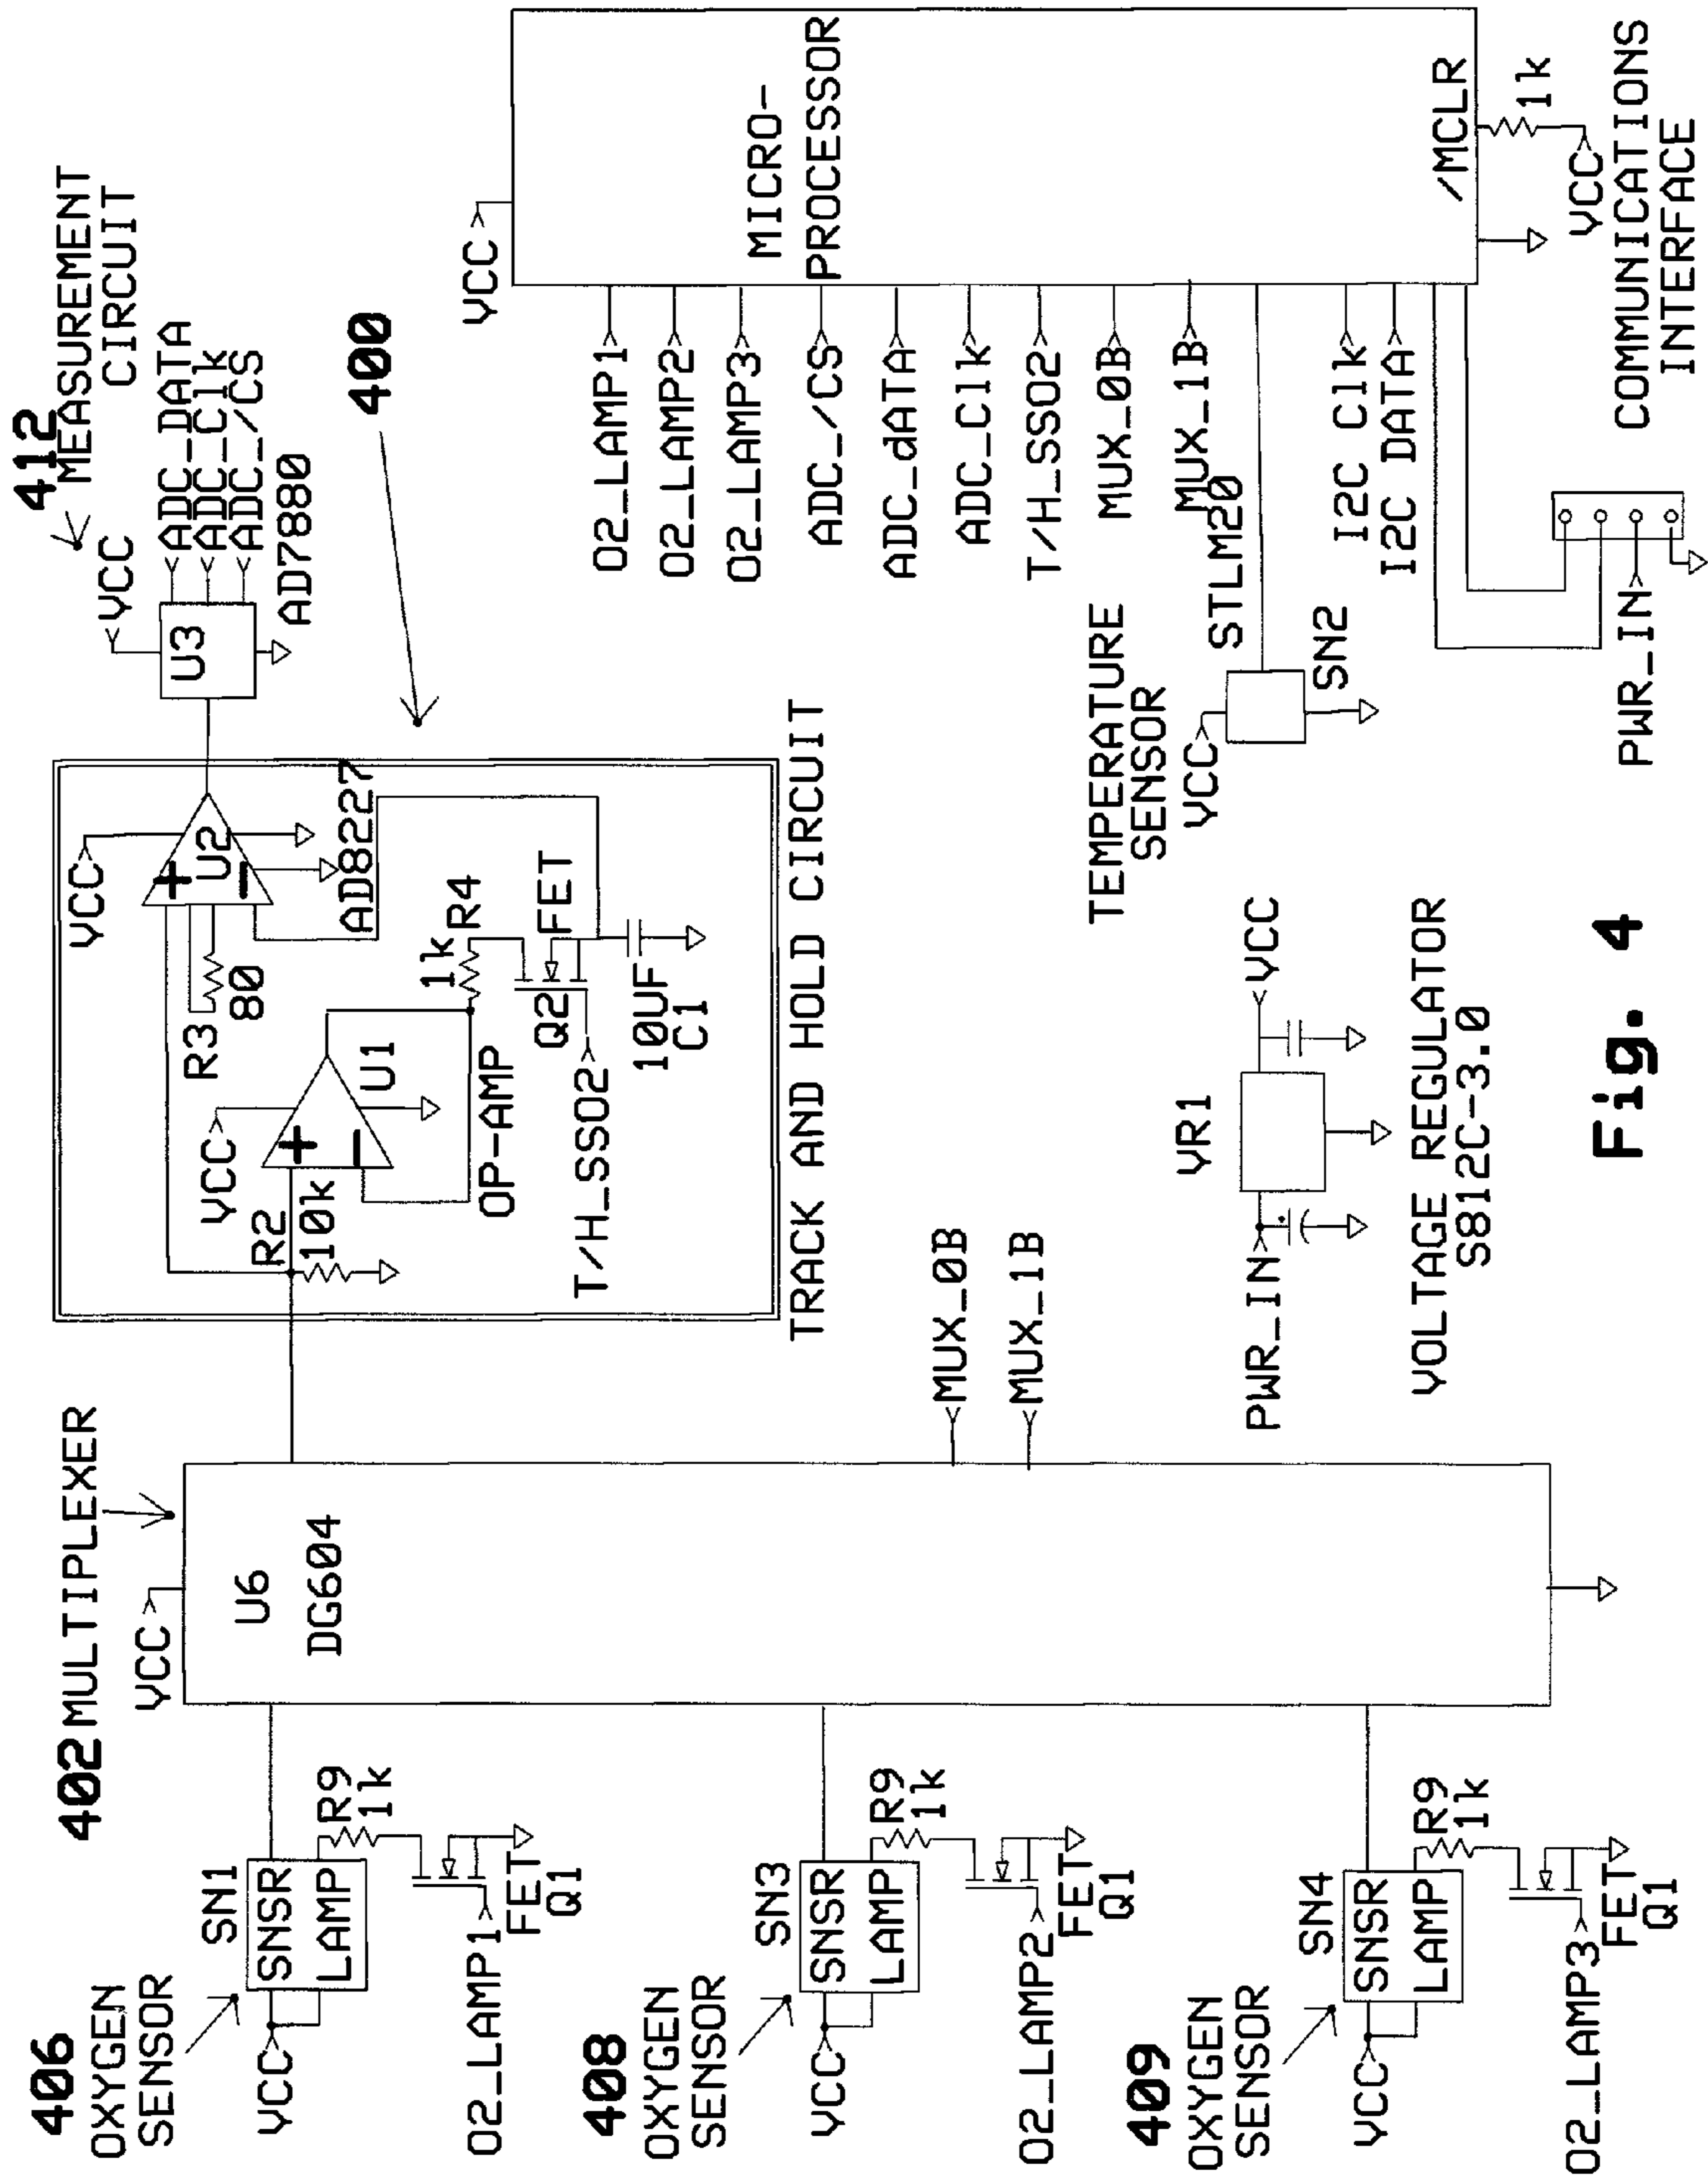 406
OXYGEN
SENSOR
SN1
SNSR
LAMP
VCC
R9
1k
O2_LAMP1
FET
Q1
408
OXYGEN
SENSOR
SN3
SNSR
LAMP
VCC
R9
1k
O2_LAMP2
FET
Q1
409
OXYGEN
SENSOR
SN4
SNSR
LAMP
VCC
R9
1k
O2_LAMP3
FET
Q1
402 MULTIPLEXER
VCC
U6
DG604
MUX_0B
MUX_1B
VCC
R2
10k
+
-
U1
OP-AMP
R3
80
VCC
+
-
U2
AD8227
1k
R4
Q2
FET
T/H_SSO2
10UF
C1
TRACK AND HOLD CIRCUIT
400
412
MEASUREMENT
CIRCUIT
VCC
U3
ADC_DATA
ADC_Clk
ADC_/CS
AD7880
VCC
MICRO-
PROCESSOR
O2_LAMP1
O2_LAMP2
O2_LAMP3
ADC_/CS
ADC_dATA
ADC_Clk
T/H_SSO2
MUX_0B
MUX_1B
I2C Clk
I2C DATA
/MCLR
1k
VCC
TEMPERATURE
SENSOR
VCC
STLM20
SN2
PWR_IN
COMMUNICATIONS
INTERFACE
VR1
PWR_IN
VCC
VOLTAGE REGULATOR
S812C-3.0
Fig. 4